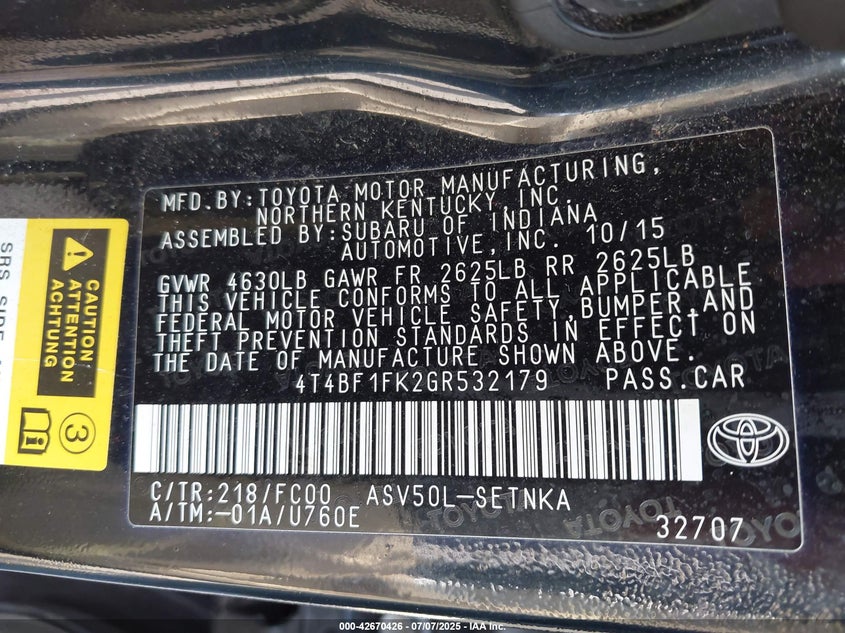 MFD.BY:TOYOTA MOTOR MANUFACTURING,
NORTHERN KENTUCKY, INC.
ASSEMBLED BY:SUBARU OF INDIANA
AUTOMOTIVE,INC. 10/15
GVWR 4630LB GAWR FR 2625LB RR 2625LB
THIS VEHICLE CONFORMS TO ALL APPLICABLE
FEDERAL MOTOR VEHICLE SAFETY,BUMPER,AND
THEFT PREVENTION STANDARDS IN EFFECT ON
THE DATE OF MANUFACTURE SHOWN ABOVE.
4T4BF1FK2GR532179 PASS.CAR
C/TR:218/FC00 ASV50L-SETNKA
A/TM:-01A/U760E
32707
TOYOTA
CAUTION
ATTENTION
ACHTUNG
3
SRS SIDE
000-42670426 - 07/07/2025 - IAA Inc.